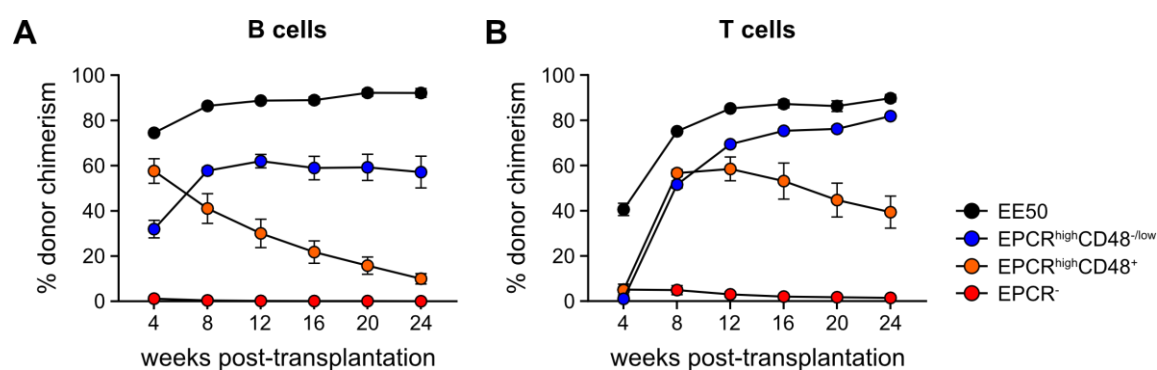 A
B cells
% donor chimerism
100
80
60
40
20
0
4 8 12 16 20 24
weeks post-transplantation
B
T cells
% donor chimerism
100
80
60
40
20
0
4 8 12 16 20 24
weeks post-transplantation
EE50
EPCRhighCD48-/low
EPCRhighCD48+
EPCR-